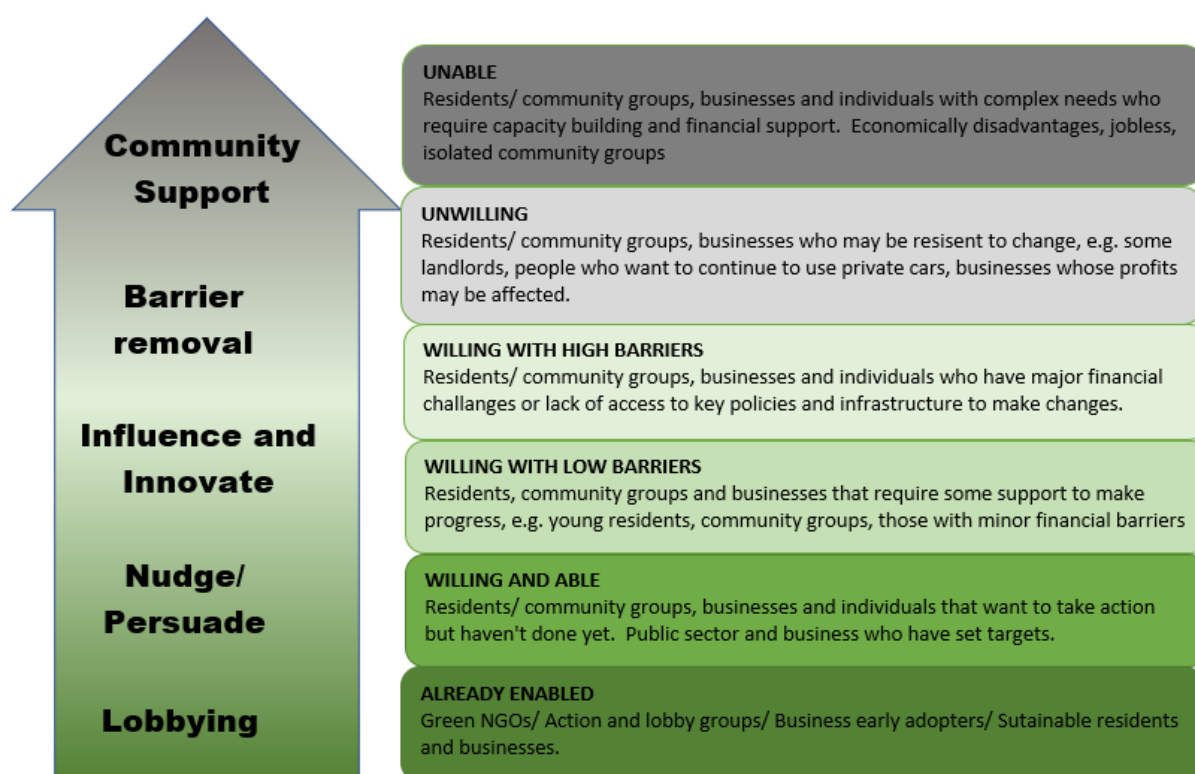 Community
Support
Barrier
removal
Influence and
Innovate
Nudge/
Persuade
Lobbying
UNABLE
Residents/ community groups, businesses and individuals with complex needs who
require capacity building and financial support.  Economically disadvantages, jobless,
isolated community groups
UNWILLING
Residents/ community groups, businesses who may be resisent to change, e.g. some
landlords, people who want to continue to use private cars, businesses whose profits
may be affected.
WILLING WITH HIGH BARRIERS
Residents/ community groups, businesses and individuals who have major financial
challanges or lack of access to key policies and infrastructure to make changes.
WILLING WITH LOW BARRIERS
Residents, community groups and businesses that require some support to make
progress, e.g. young residents, community groups, those with minor financial barriers
WILLING AND ABLE
Residents/ community groups, businesses and individuals that want to take action
but haven't done yet.  Public sector and business who have set targets.
ALREADY ENABLED
Green NGOs/ Action and lobby groups/ Business early adopters/ Sutainable residents
and businesses.